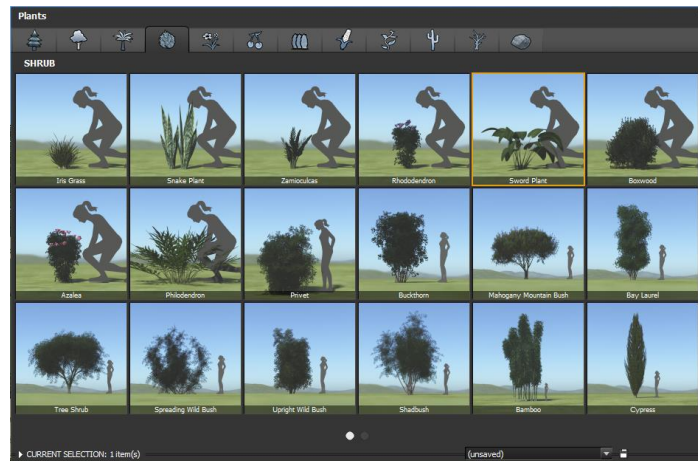 Plants
SHRUB
Iris Grass
Snake Plant
Zamioculcas
Rhododendron
Sword Plant
Boxwood
Azalea
Philodendron
Privet
Buckthorn
Mahogany Mountain Bush
Bay Laurel
Tree Shrub
Spreading Wild Bush
Upright Wild Bush
Shadbush
Bamboo
Cypress
CURRENT SELECTION: 1 item(s)
(unsaved)